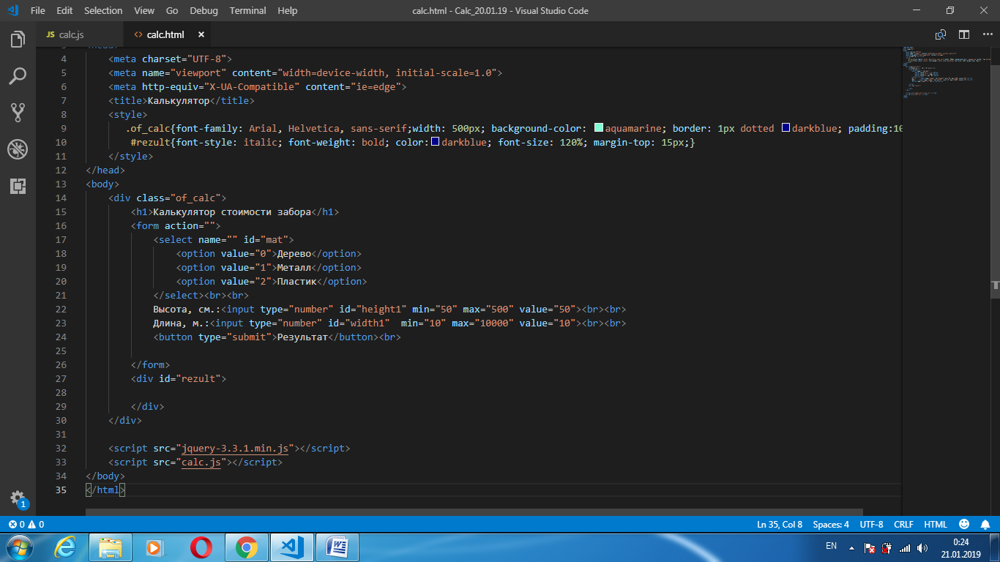 File Edit Selection View Go Debug Terminal Help calc.html - Calc_20.01.19 - Visual Studio Code
JS calc.js <> calc.html
4 <meta charset="UTF-8">
5 <meta name="viewport" content="width=device-width, initial-scale=1.0">
6 <meta http-equiv="X-UA-Compatible" content="ie=edge">
7 <title>Калькулятор</title>
8 <style>
9 .of_calc{font-family: Arial, Helvetica, sans-serif;width: 500px; background-color: aquamarine; border: 1px dotted darkblue; padding:10
10 #rezult{font-style: italic; font-weight: bold; color:darkblue; font-size: 120%; margin-top: 15px;}
11 </style>
12 </head>
13 <body>
14 <div class="of_calc">
15 <h1>Калькулятор стоимости забора</h1>
16 <form action="">
17 <select name="" id="mat">
18 <option value="0">Дерево</option>
19 <option value="1">Металл</option>
20 <option value="2">Пластик</option>
21 </select><br><br>
22 Высота, см.:<input type="number" id="height1" min="50" max="500" value="50"><br><br>
23 Длина, м.:<input type="number" id="width1"  min="10" max="10000" value="10"><br><br>
24 <button type="submit">Результат</button><br>
25
26 </form>
27 <div id="rezult">
28
29 </div>
30 </div>
31
32 <script src="jquery-3.3.1.min.js"></script>
33 <script src="calc.js"></script>
34 </body>
35 </html>
1
0 0 Ln 35, Col 8 Spaces: 4 UTF-8 CRLF HTML
EN 0:24
21.01.2019